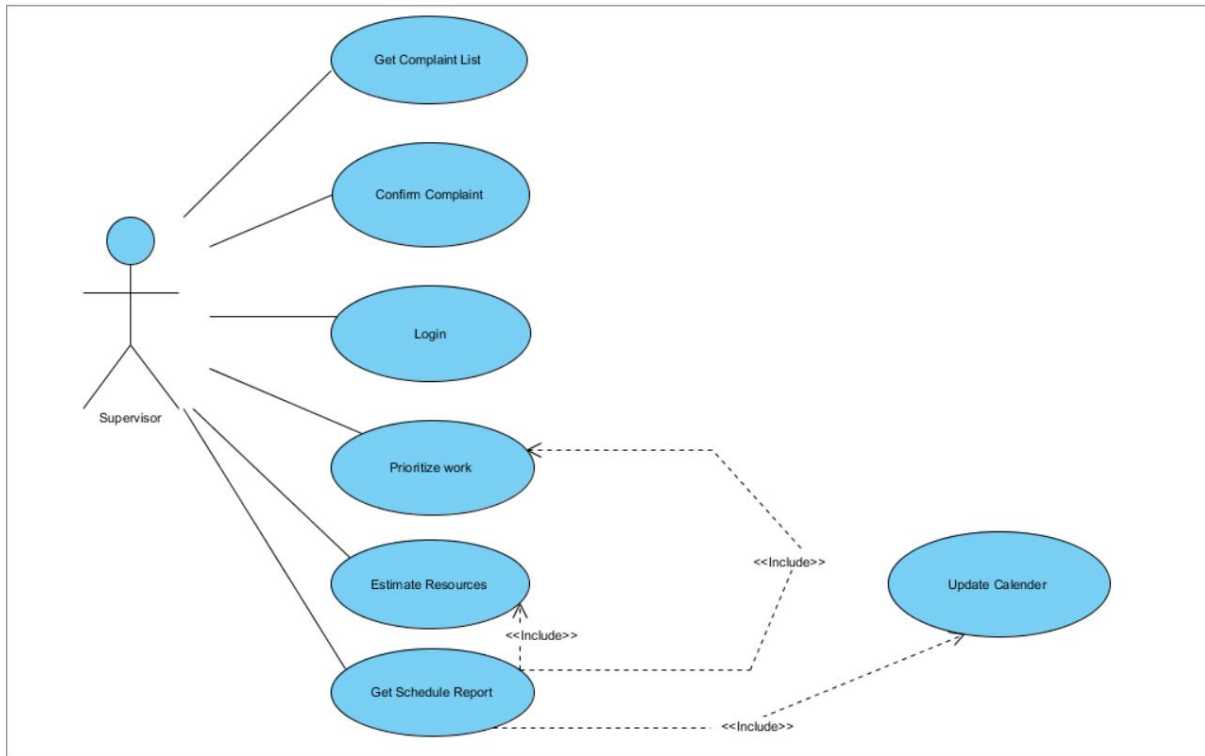 Get Complaint List
Confirm Complaint
Login
Supervisor
Prioritize work
<<Include>>
Estimate Resources
Update Calender
<<Include>>
Get Schedule Report
<<Include>>